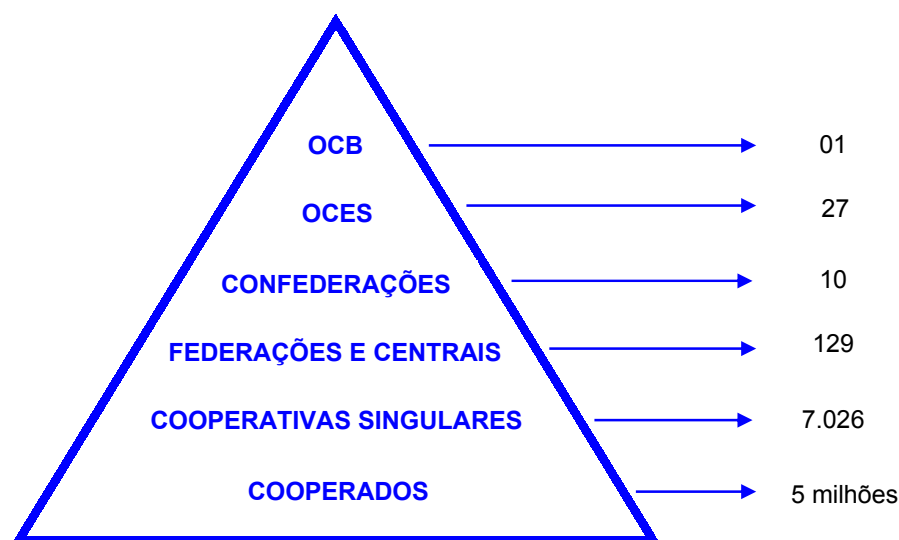 OCB 01
OCES 27
CONFEDERAÇÕES 10
FEDERAÇÕES E CENTRAIS 129
COOPERATIVAS SINGULARES 7.026
COOPERADOS 5 milhões